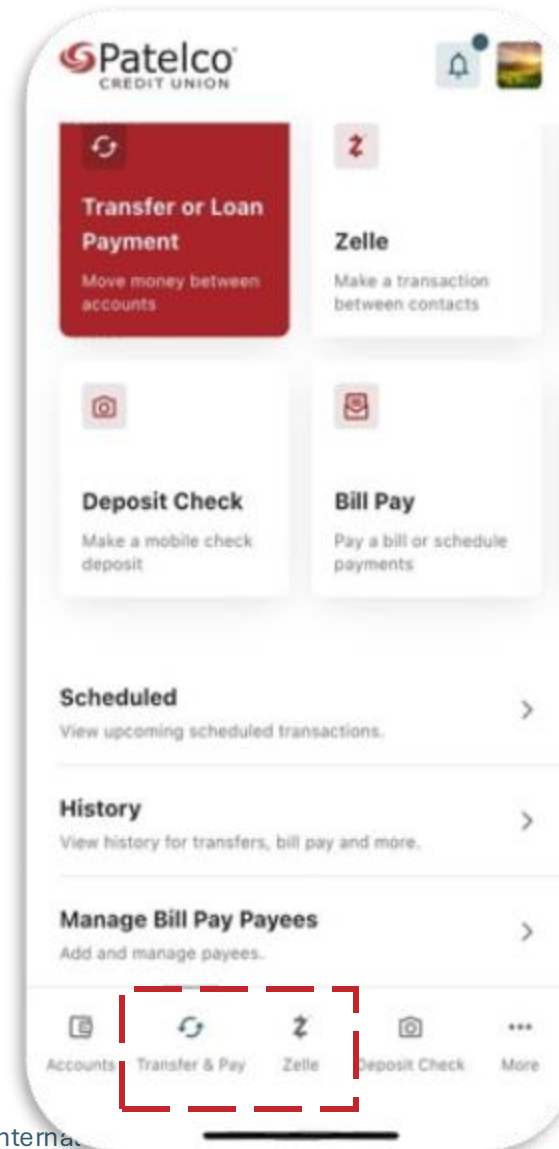 Patelco
CREDIT UNION
Transfer or Loan
Payment
Move money between
accounts
Zelle
Make a transaction
between contacts
Deposit Check
Make a mobile check
deposit
Bill Pay
Pay a bill or schedule
payments
Scheduled
View upcoming scheduled transactions.
History
View history for transfers, bill pay and more.
Manage Bill Pay Payees
Add and manage payees.
Accounts Transfer & Pay Zelle Deposit Check More